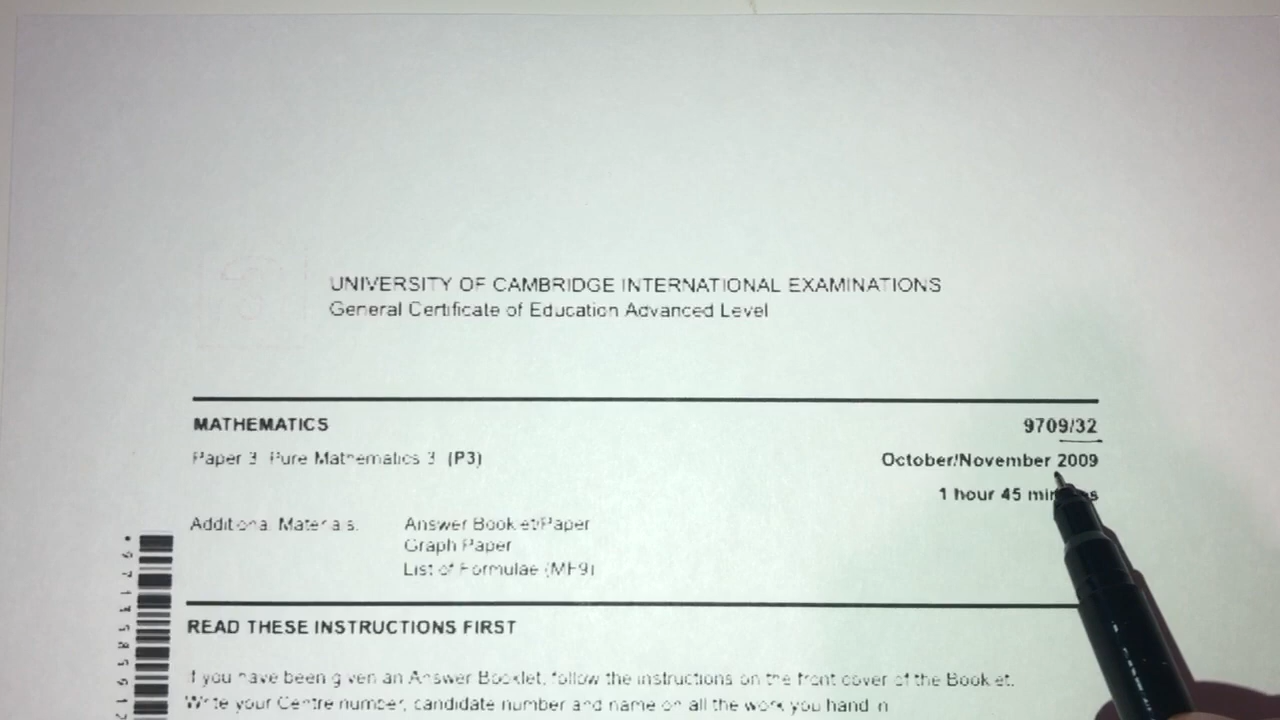 UNIVERSITY OF CAMBRIDGE INTERNATIONAL EXAMINATIONS
General Certificate of Education Advanced Level
MATHEMATICS 9709/32
Paper 3 Pure Mathematics 3 (P3) October/November 2009
1 hour 45 minutes
Additional Materials: Answer Booklet/Paper
Graph Paper
List of Formulae (MF9)
READ THESE INSTRUCTIONS FIRST
If you have been given an Answer Booklet, follow the instructions on the front cover of the Booklet.
Write your Centre number, candidate number and name on all the work you hand in